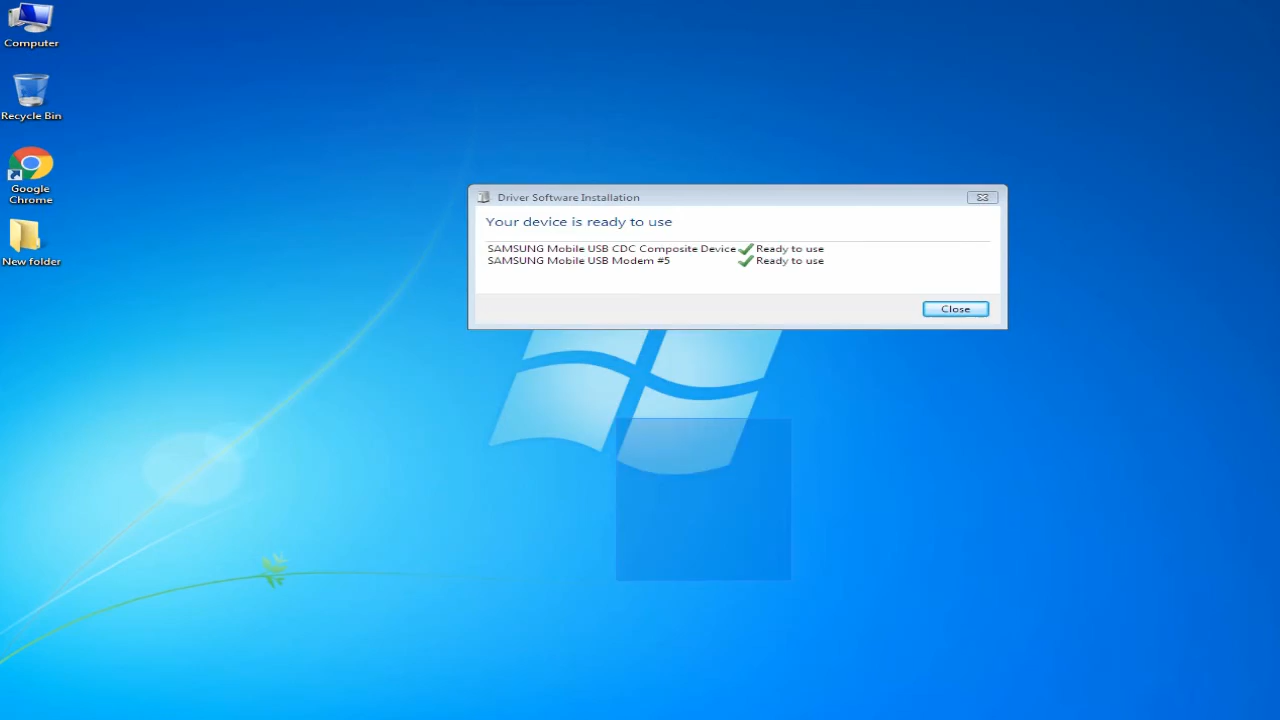 Computer
Recycle Bin
Google
Chrome
New folder
Driver Software Installation
Your device is ready to use
SAMSUNG Mobile USB CDC Composite Device Ready to use
SAMSUNG Mobile USB Modem #5 Ready to use
Close